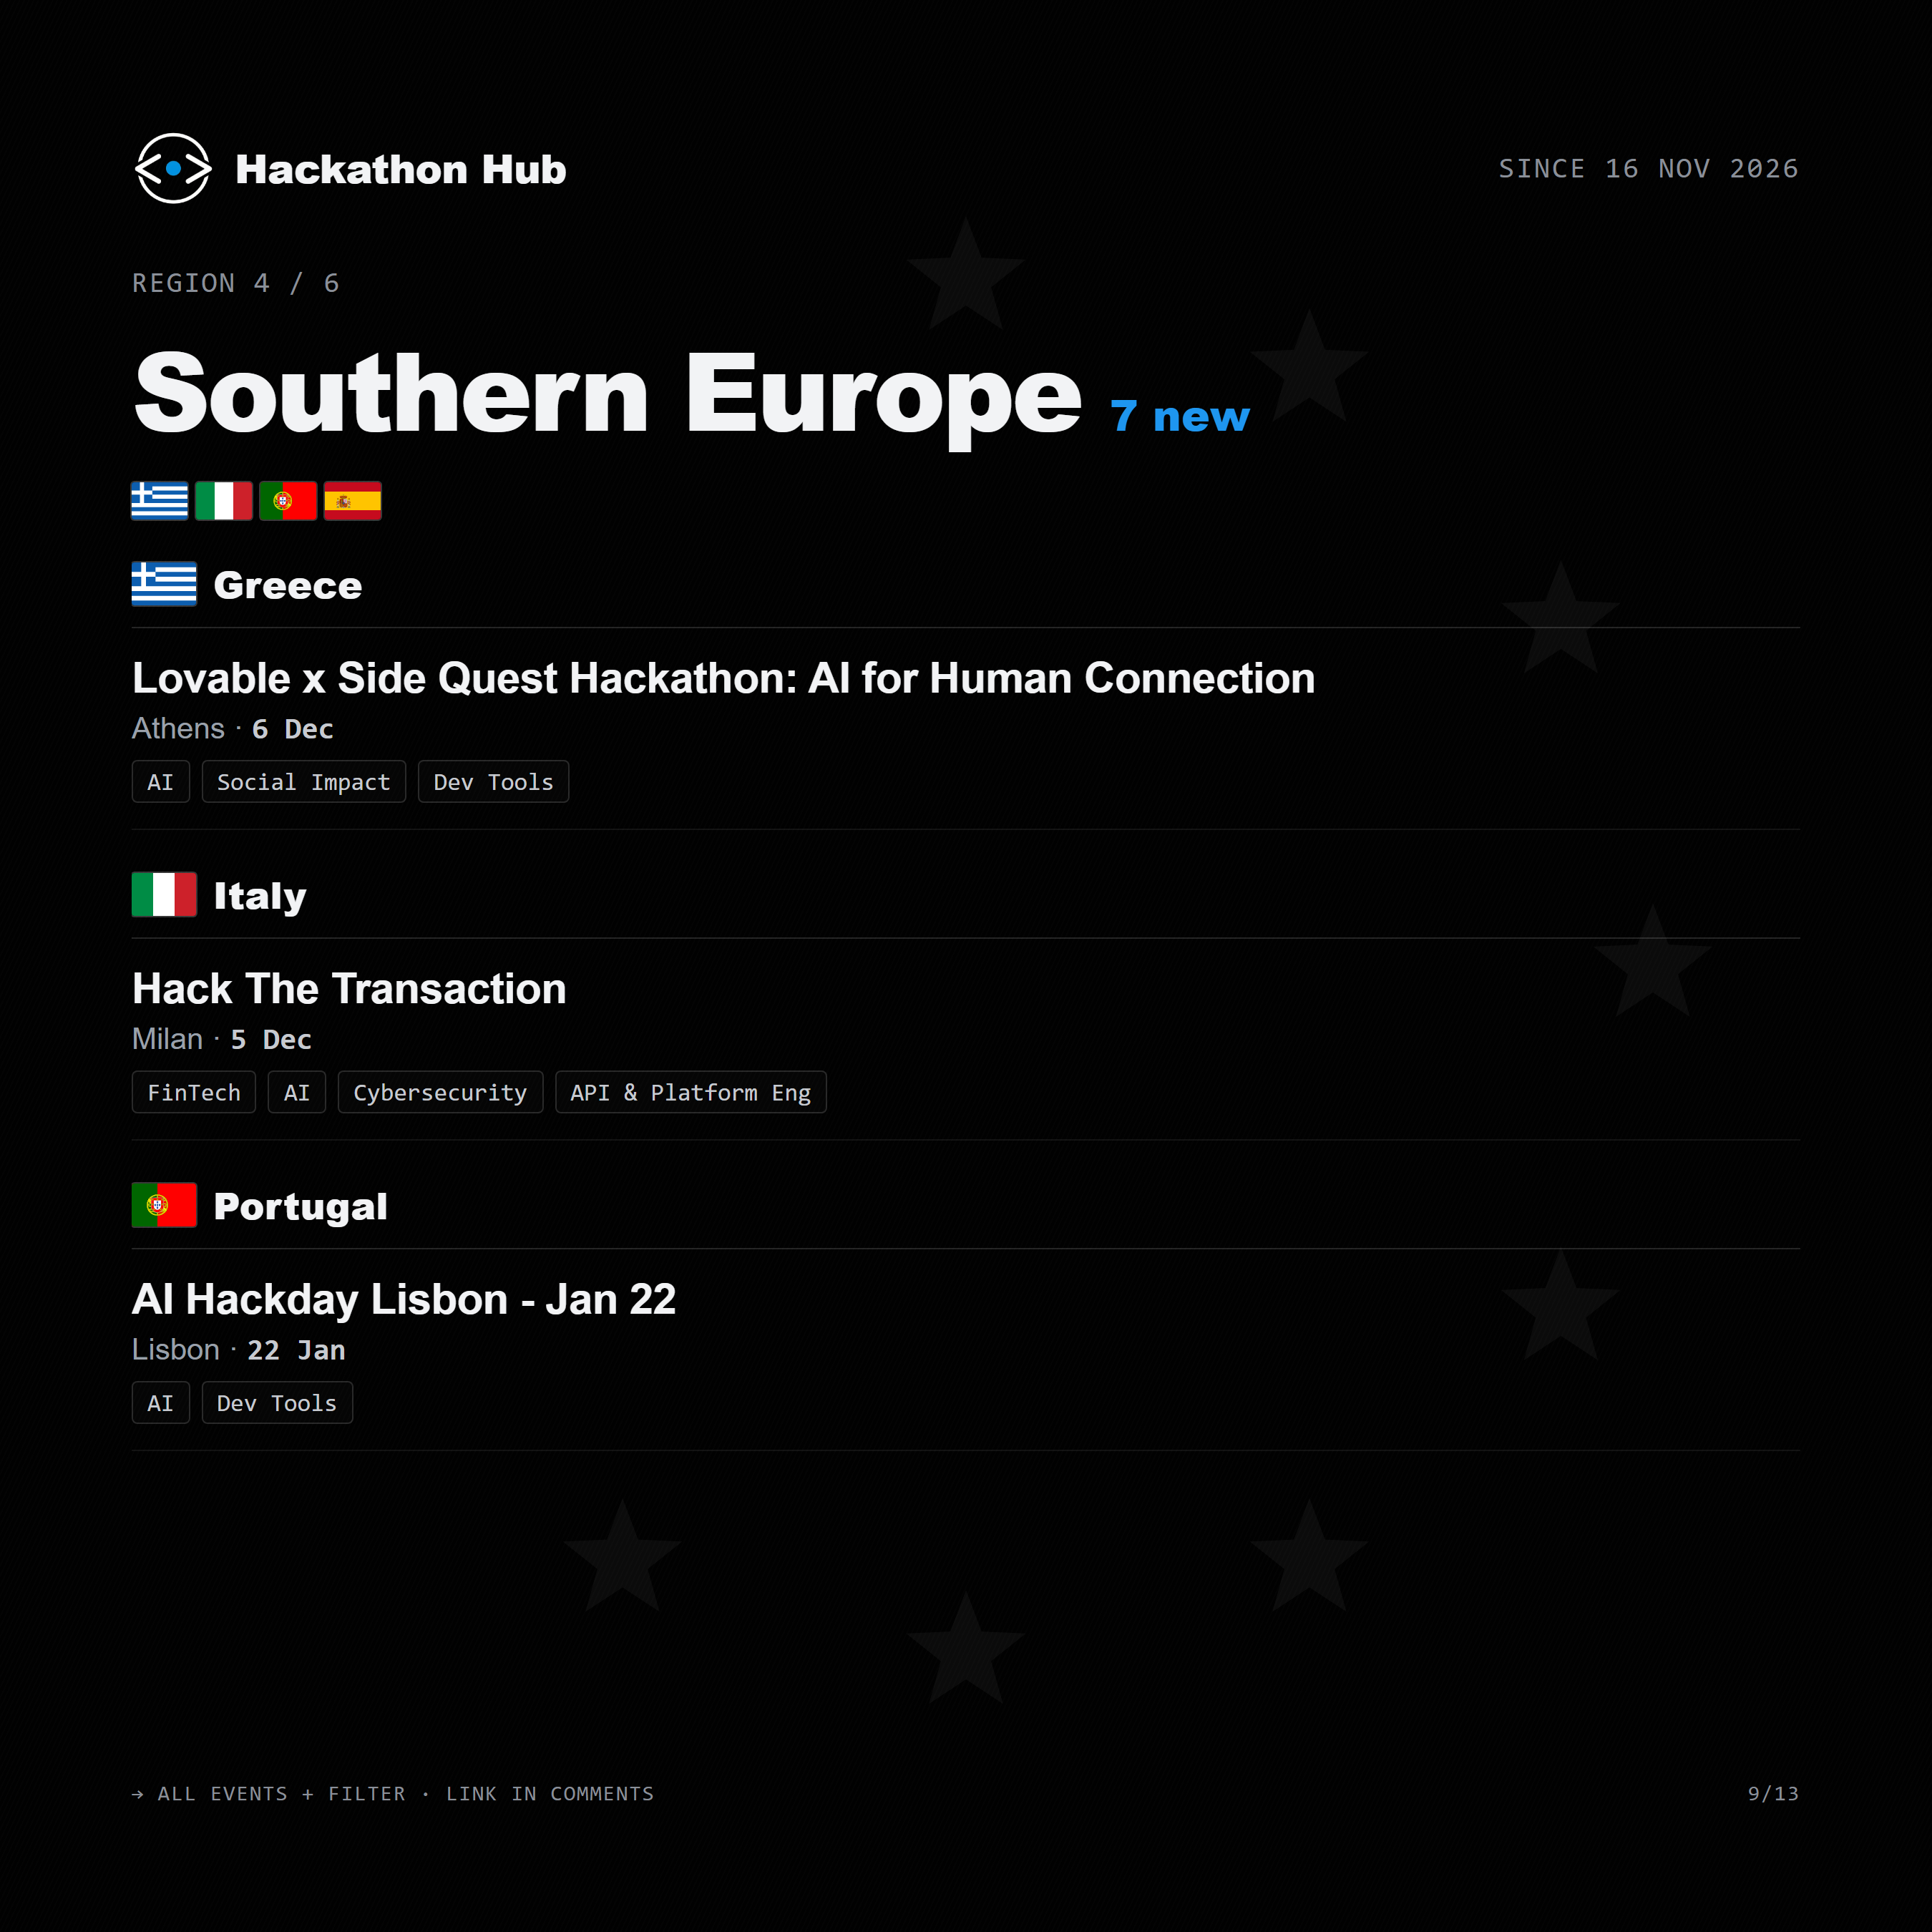 Hackathon Hub
SINCE 16 NOV 2026
REGION 4 / 6
Southern Europe 7 new
Greece
Lovable x Side Quest Hackathon: AI for Human Connection
Athens · 6 Dec
AI Social Impact Dev Tools
Italy
Hack The Transaction
Milan · 5 Dec
FinTech AI Cybersecurity API & Platform Eng
Portugal
AI Hackday Lisbon - Jan 22
Lisbon · 22 Jan
AI Dev Tools
→ ALL EVENTS + FILTER · LINK IN COMMENTS
9/13